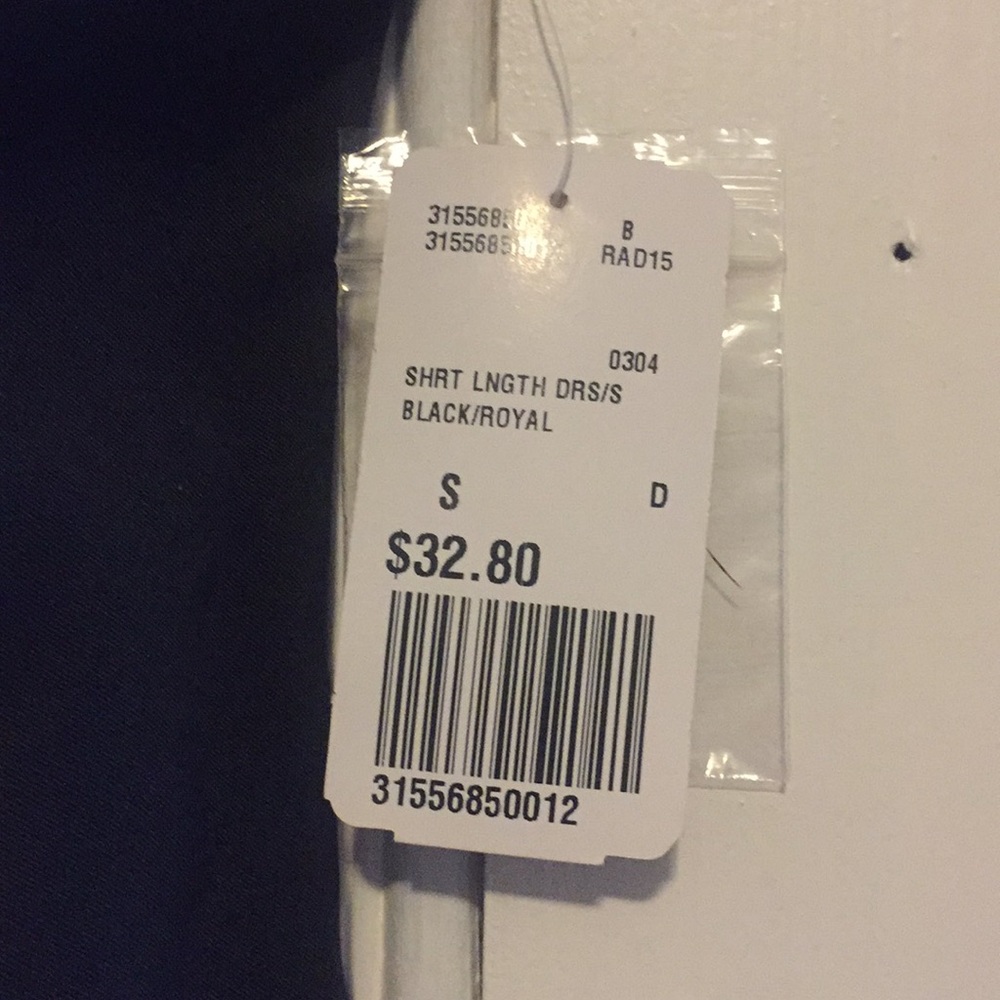 B
RAD15
0304
SHRT LNGTH DRS/S
BLACK/ROYAL
S D
$32.80
31556850012